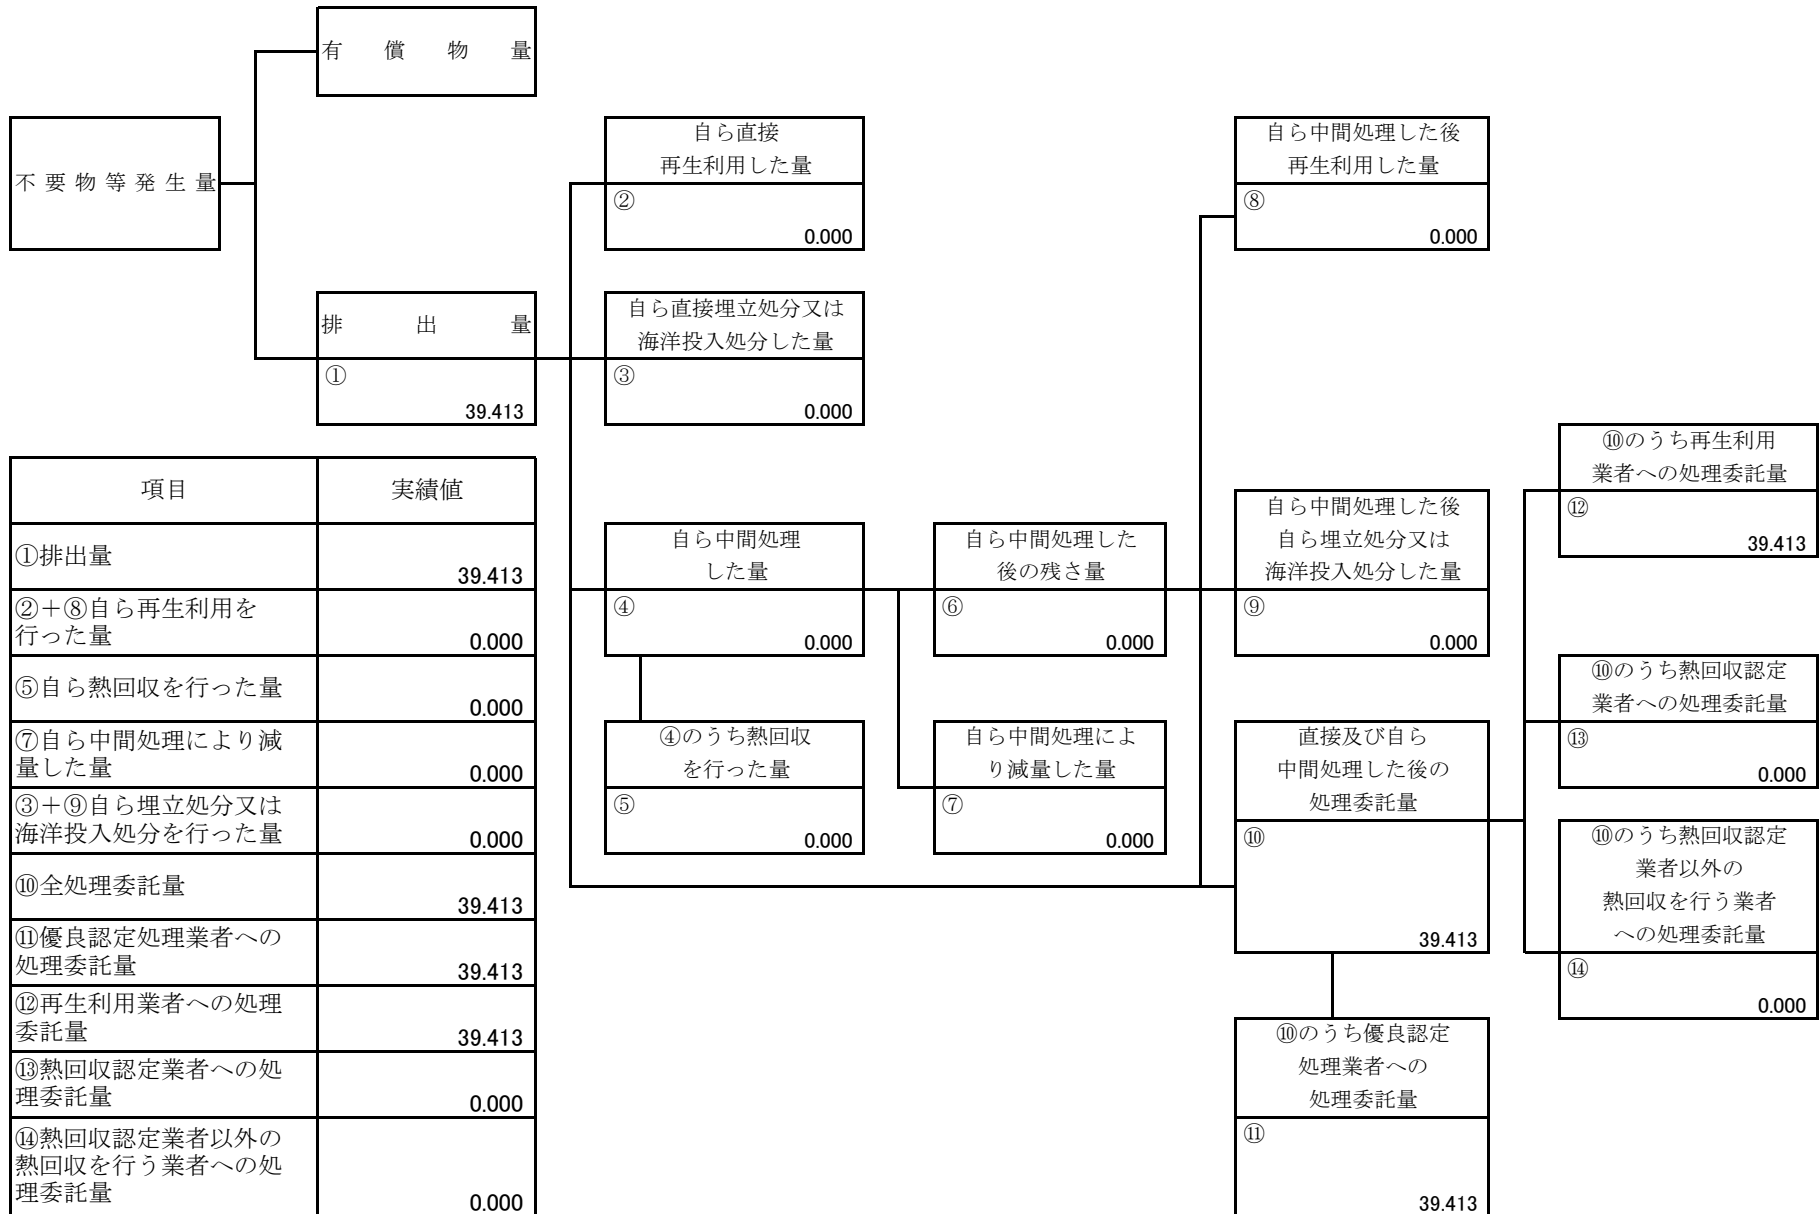 有償物量
不要物等発生量
排出量
①
39.413
自ら直接
再生利用した量
②
0.000
自ら直接埋立処分又は
海洋投入処分した量
③
0.000
自ら中間処理した後
再生利用した量
⑧
0.000
項目 実績値
①排出量
39.413
②＋⑧自ら再生利用を
行った量
0.000
⑤自ら熱回収を行った量
0.000
⑦自ら中間処理により減
量した量
0.000
③＋⑨自ら埋立処分又は
海洋投入処分を行った量
0.000
⑩全処理委託量
39.413
⑪優良認定処理業者への
処理委託量
39.413
⑫再生利用業者への処理
委託量
39.413
⑬熱回収認定業者への処
理委託量
0.000
⑭熱回収認定業者以外の
熱回収を行う業者への処
理委託量
0.000
自ら中間処理
した量
④
0.000
④のうち熱回収
を行った量
⑤
0.000
自ら中間処理した
後の残さ量
⑥
0.000
自ら中間処理によ
り減量した量
⑦
0.000
自ら中間処理した後
自ら埋立処分又は
海洋投入処分した量
⑨
0.000
直接及び自ら
中間処理した後の
処理委託量
⑩
39.413
⑩のうち優良認定
処理業者への
処理委託量
⑪
39.413
⑩のうち再生利用
業者への処理委託量
⑫
39.413
⑩のうち熱回収認定
業者への処理委託量
⑬
0.000
⑩のうち熱回収認定
業者以外の
熱回収を行う業者
への処理委託量
⑭
0.000